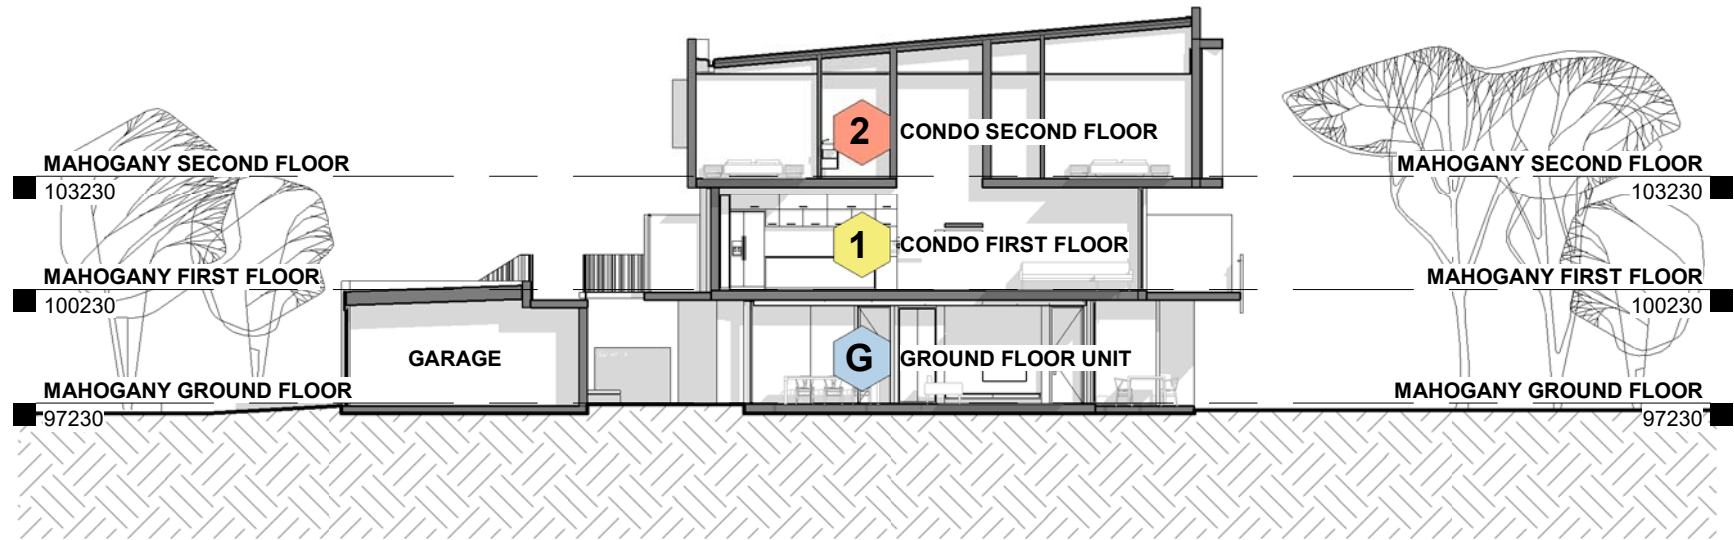 2
CONDO SECOND FLOOR
MAHOGANY SECOND FLOOR
103230
MAHOGANY SECOND FLOOR
103230
1
CONDO FIRST FLOOR
MAHOGANY FIRST FLOOR
100230
MAHOGANY FIRST FLOOR
100230
GARAGE
G
GROUND FLOOR UNIT
MAHOGANY GROUND FLOOR
97230
MAHOGANY GROUND FLOOR
97230